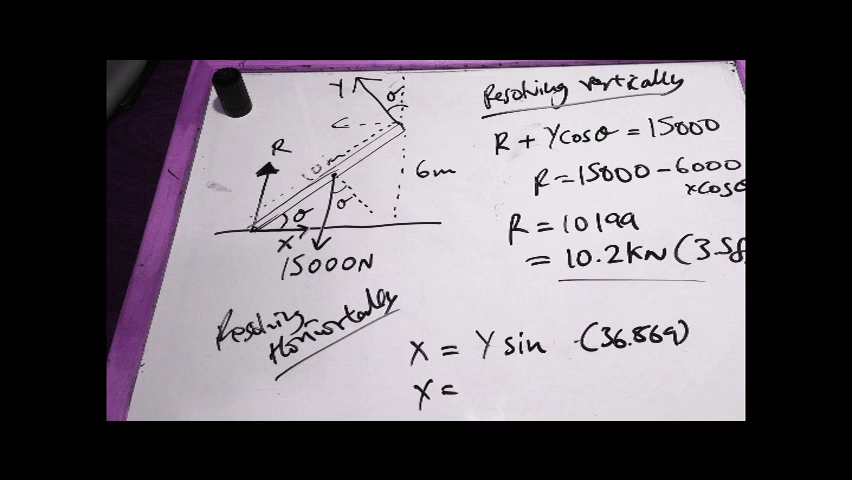 Y
θ
R
10m
6m
θ
θ
X
15000N
Resolving vertically
R + Ycosθ = 15000
R = 15000 - 6000
xcosθ
R = 10199
= 10.2KN (3.Sf
Resolving
Horizontally
X = Y sin (36.869)
X =